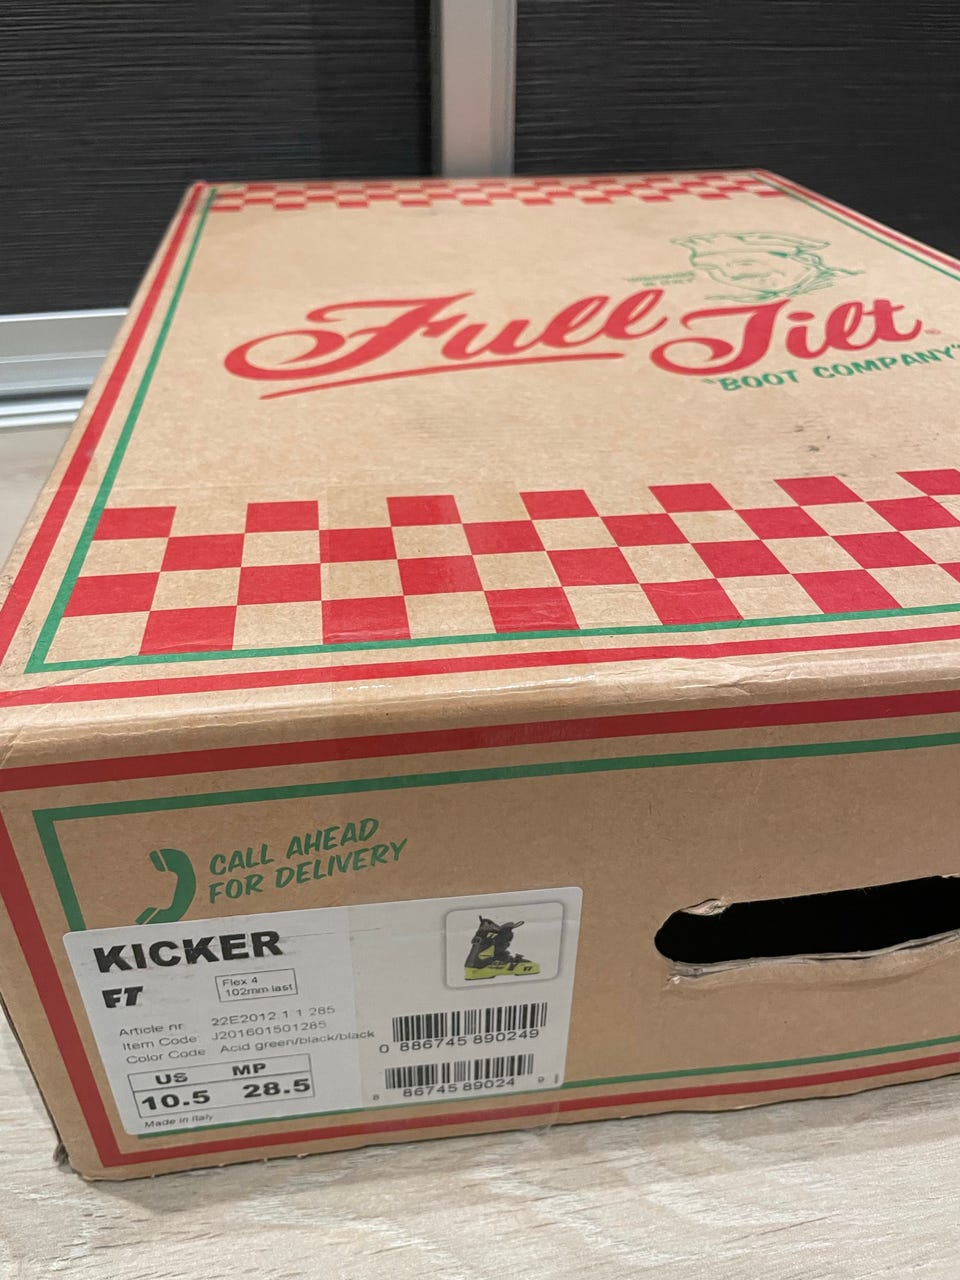 Full Tilt
"BOOT COMPANY"
CALL AHEAD
FOR DELIVERY
KICKER
FT
Flex 4
102mm last
Article nr 22E2012 1 1 285
Item Code J201601501285
Color Code Acid green/black/black
US MP
10.5 28.5
Made in Italy
0 886745 890249
8 86745 89024 9